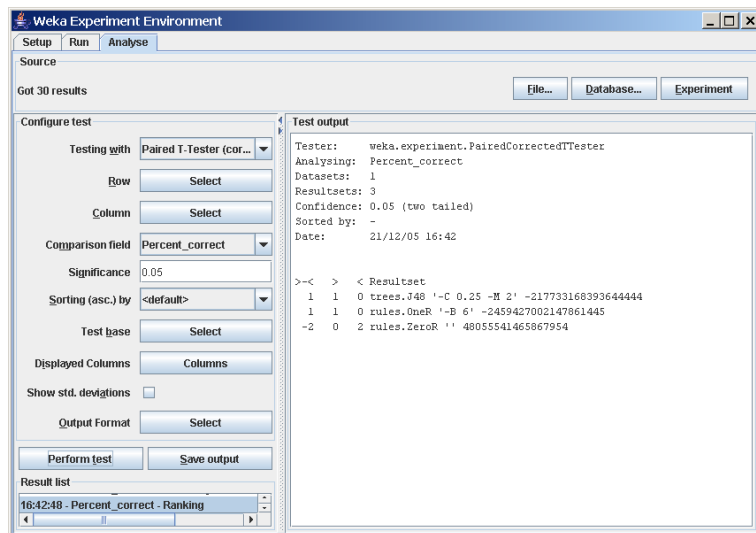 Weka Experiment Environment
Setup Run Analyse
Source
Got 30 results File... Database... Experiment
Configure test
Testing with Paired T-Tester (cor...
Row Select
Column Select
Comparison field Percent_correct
Significance 0.05
Sorting (asc.) by <default>
Test base Select
Displayed Columns Columns
Show std. deviations
Output Format Select
Perform test Save output
Result list
16:42:48 - Percent_correct - Ranking
Test output
Tester: weka.experiment.PairedCorrectedTTester
Analysing: Percent_correct
Datasets: 1
Resultsets: 3
Confidence: 0.05 (two tailed)
Sorted by: -
Date: 21/12/05 16:42
>-< > < Resultset
1 1 0 trees.J48 '-C 0.25 -M 2' -217733168393644444
1 1 0 rules.OneR '-B 6' -2459427002147861445
-2 0 2 rules.ZeroR '' 48055541465867954